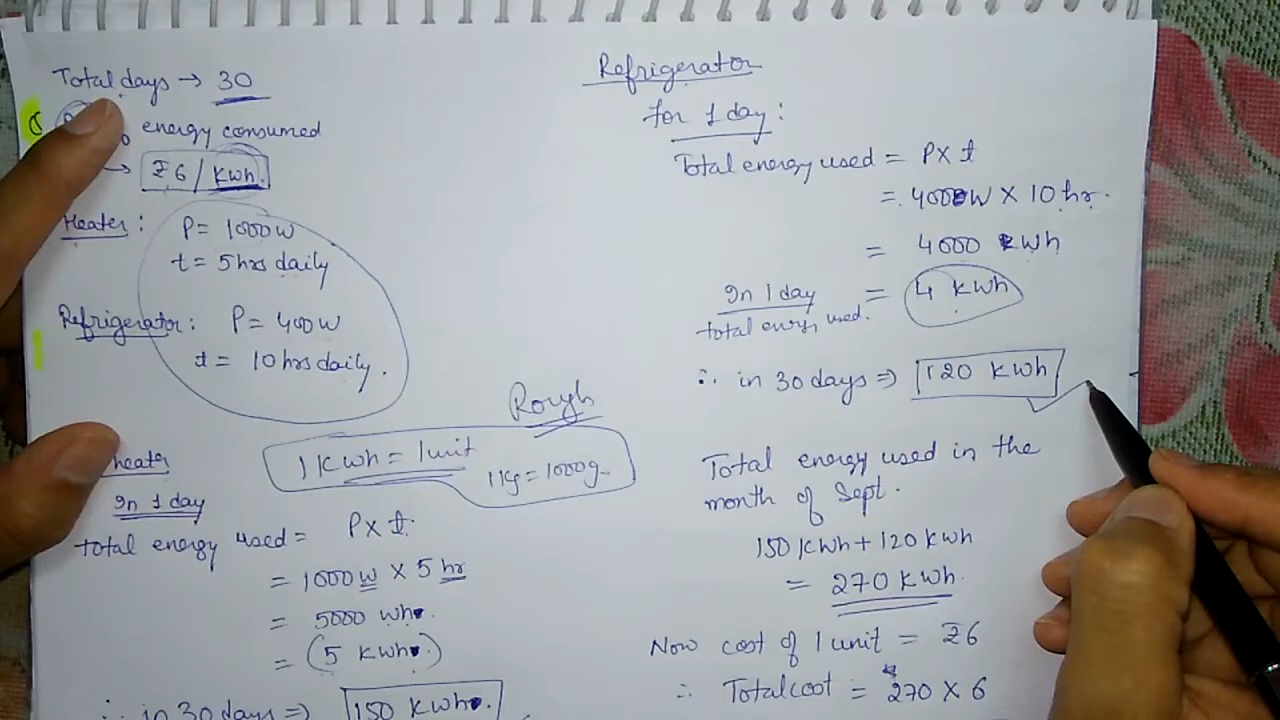 Total days → 30
energy consumed
→ ₹6 / kwh.
Heater : P = 1000 W
t = 5 hrs daily
Refrigerator : P = 400 W
t = 10 hrs daily.
Rough
1 Kwh = 1 unit
1 Kg = 1000 g
heater
In 1 day
total energy used = P x t
= 1000 w x 5 hr
= 5000 wh.
= (5 Kwh.)
∴ in 30 days ⇒ 150 Kwh.
Refrigerator
for 1 day :
Total energy used = P x t
= 400 W x 10 hr.
= 4000 wh
In 1 day = 4 Kwh
total energy used.
∴ in 30 days ⇒ 120 Kwh
Total energy used in the
month of Sept.
150 Kwh + 120 Kwh
= 270 Kwh.
Now cost of 1 unit = ₹6
∴ Total cost = 270 x 6